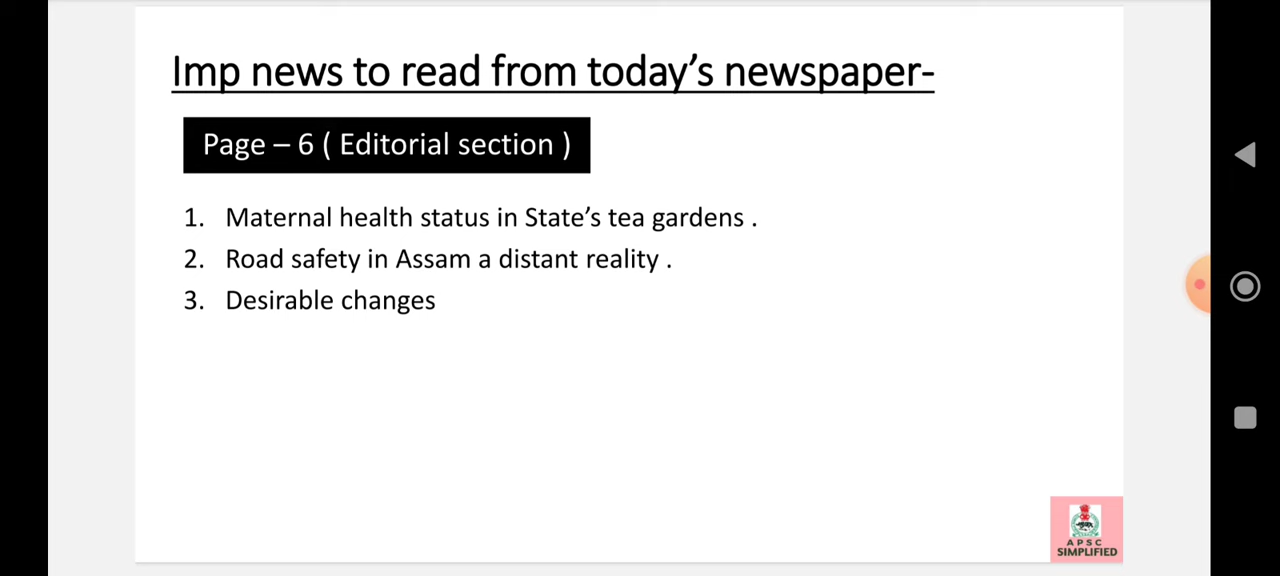 Imp news to read from today's newspaper-
Page – 6 ( Editorial section )
1. Maternal health status in State's tea gardens .
2. Road safety in Assam a distant reality .
3. Desirable changes
APSC
SIMPLIFIED